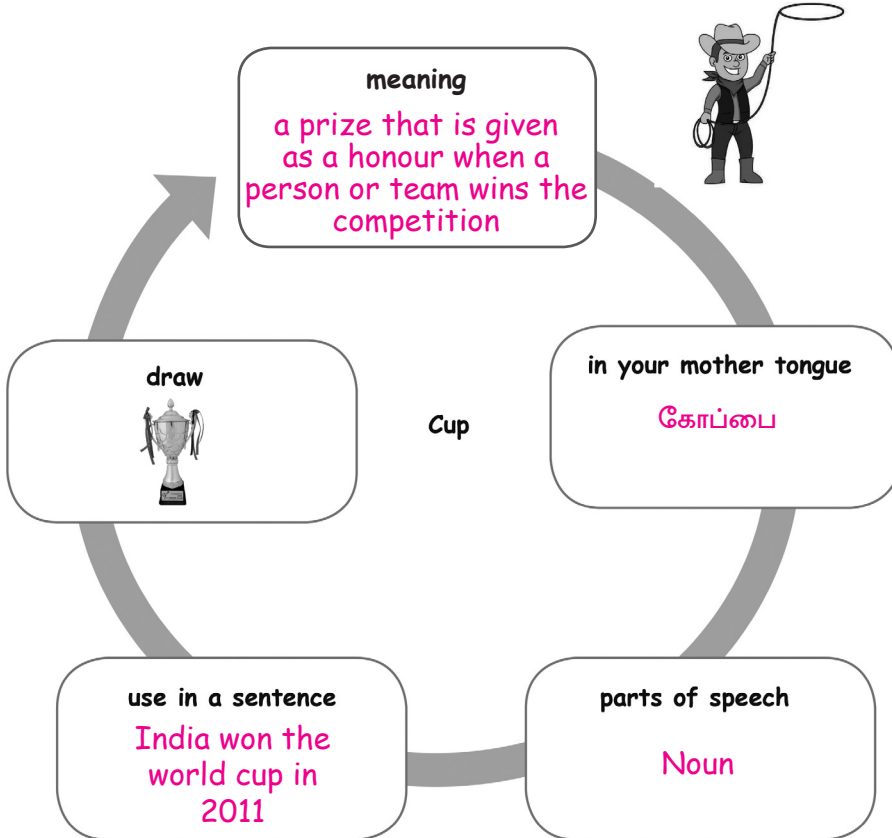 meaning
a prize that is given
as a honour when a
person or team wins the
competition
in your mother tongue
கோப்பை
parts of speech
Noun
use in a sentence
India won the
world cup in
2011
draw
Cup